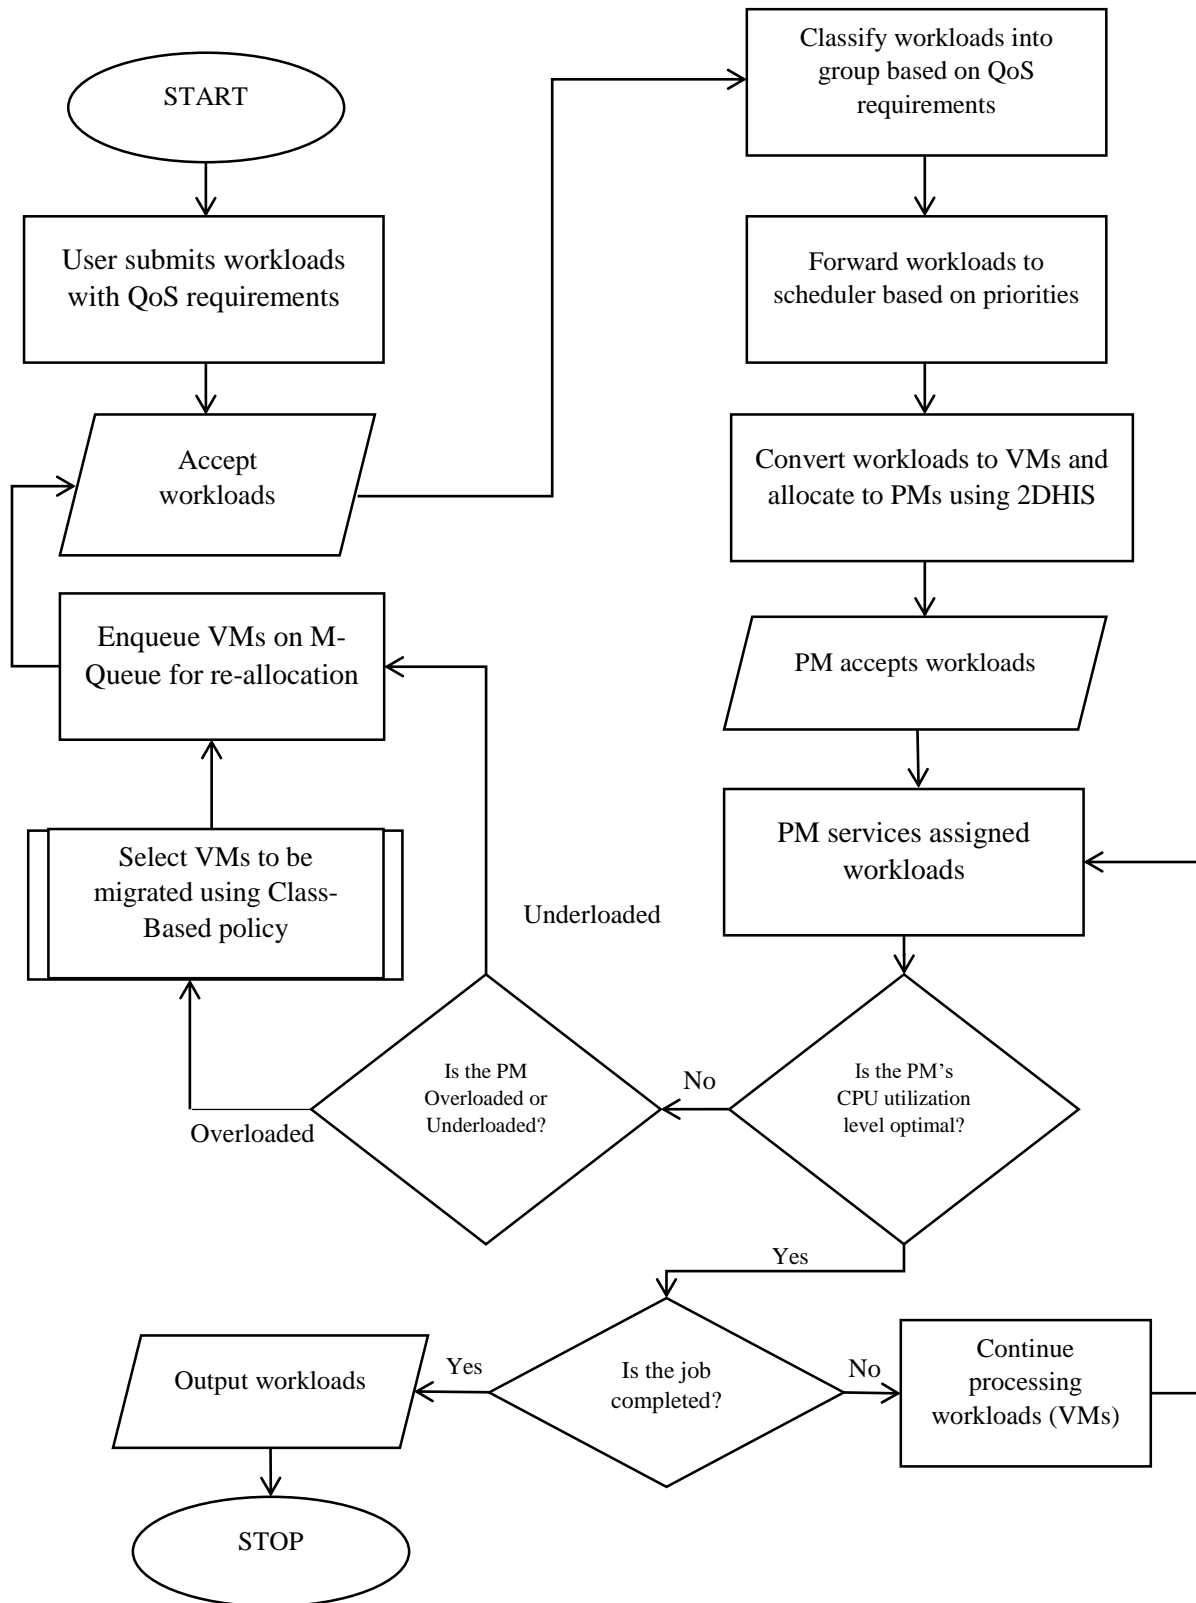 START
User submits workloads
with QoS requirements
Accept
workloads
Classify workloads into
group based on QoS
requirements
Forward workloads to
scheduler based on priorities
Convert workloads to VMs and
allocate to PMs using 2DHIS
PM accepts workloads
PM services assigned
workloads
Is the PM’s
CPU utilization
level optimal?
No
Is the PM
Overloaded or
Underloaded?
Underloaded
Overloaded
Select VMs to be
migrated using Class-
Based policy
Enqueue VMs on M-
Queue for re-allocation
Yes
Is the job
completed?
No
Continue
processing
workloads (VMs)
Yes
Output workloads
STOP